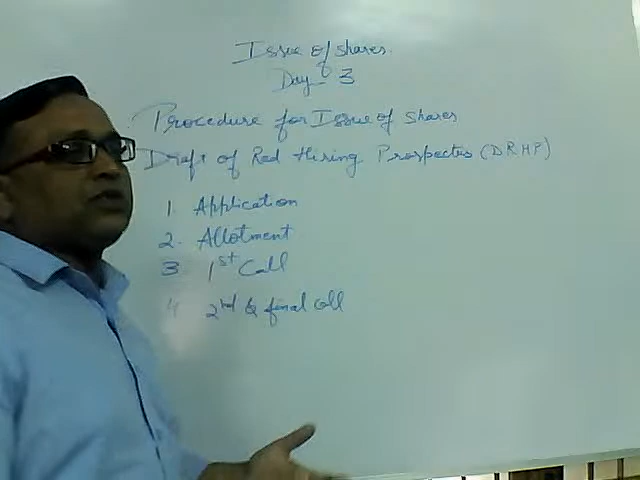 Issue of shares.
Day 3
Procedure for Issue of shares
Draft of Red Hiring Prospectus (DRHP)
1. Application
2. Allotment
3 1st Call
4 2nd & final call